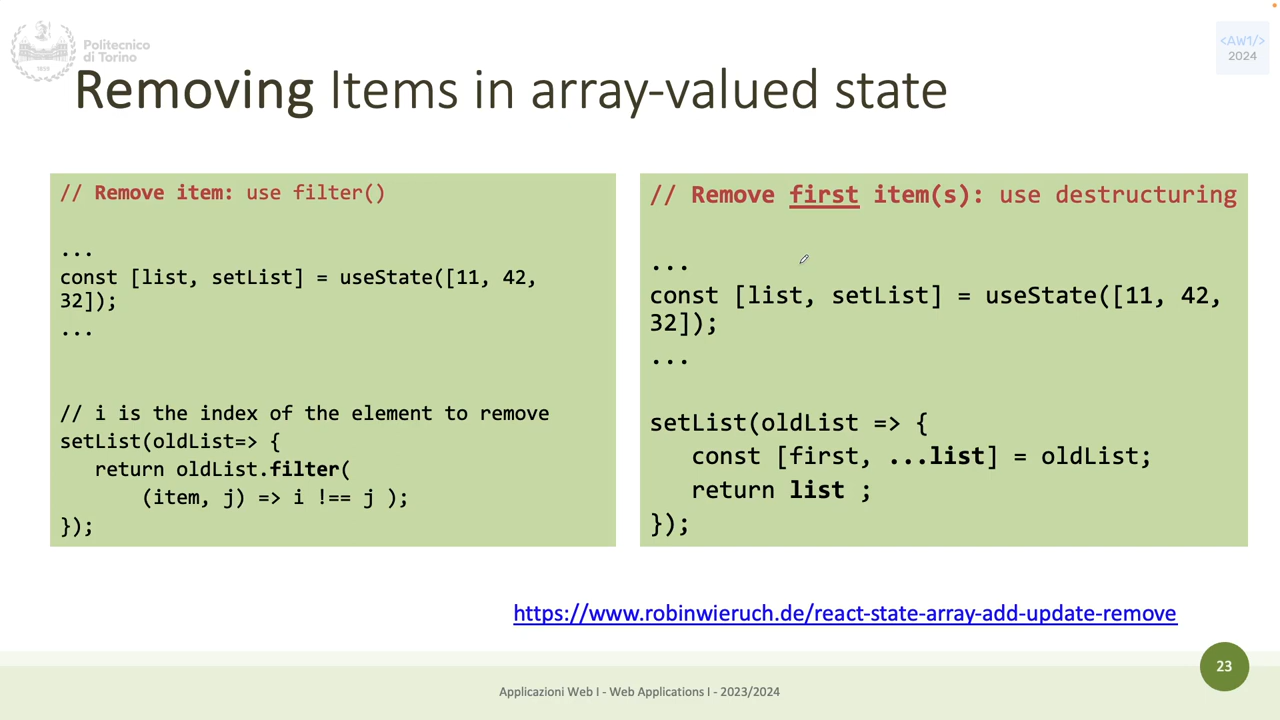 Politecnico
di Torino
1859
<AW1/>
2024
Removing Items in array-valued state
// Remove item: use filter()
...
const [list, setList] = useState([11, 42,
32]);
...
// i is the index of the element to remove
setList(oldList=> {
return oldList.filter(
(item, j) => i !== j );
});
// Remove first item(s): use destructuring
...
const [list, setList] = useState([11, 42,
32]);
...
setList(oldList => {
const [first, ...list] = oldList;
return list ;
});
https://www.robinwieruch.de/react-state-array-add-update-remove
23
Applicazioni Web I - Web Applications I - 2023/2024